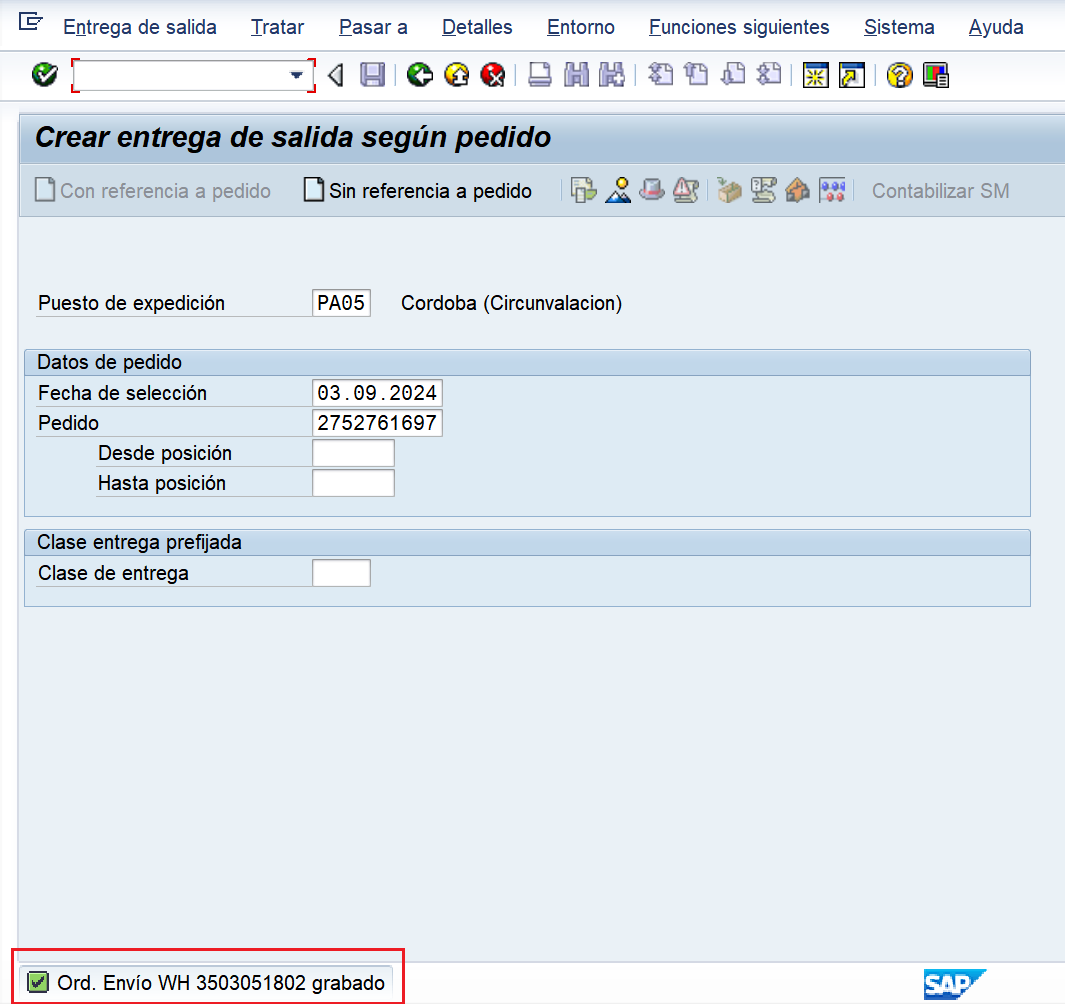 Entrega de salida Tratar Pasar a Detalles Entorno Funciones siguientes Sistema Ayuda
Crear entrega de salida según pedido
Con referencia a pedido Sin referencia a pedido Contabilizar SM
Puesto de expedición PA05 Cordoba (Circunvalacion)
Datos de pedido
Fecha de selección 03.09.2024
Pedido 2752761697
Desde posición
Hasta posición
Clase entrega prefijada
Clase de entrega
Ord. Envío WH 3503051802 grabado
SAP